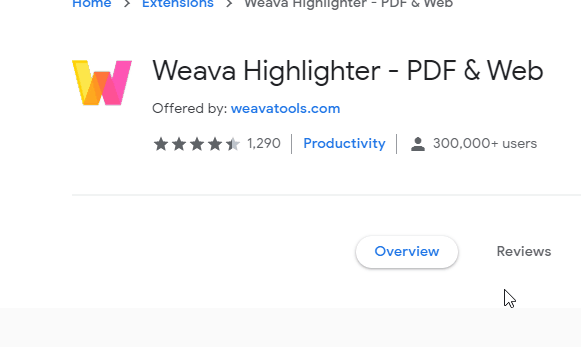 Home > Extensions > Weava Highlighter - PDF & Web
Weava Highlighter - PDF & Web
Offered by: weavatools.com
1,290 Productivity 300,000+ users
Overview Reviews